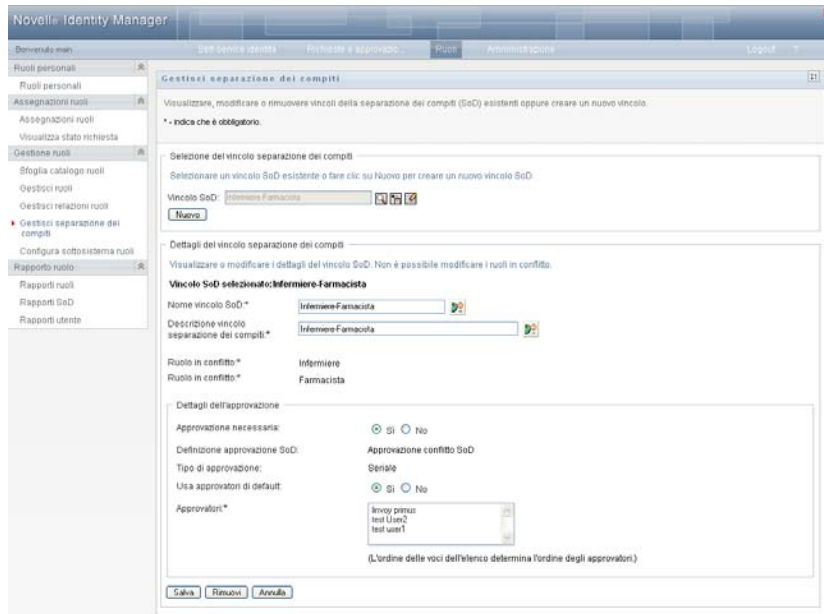 Novell® Identity Manager
Benvenuto main
Self-service identità Richieste e approvazio... Ruoli Amministrazione Logout ?
Ruoli personali
Ruoli personali
Assegnazioni ruoli
Assegnazioni ruoli
Visualizza stato richiesta
Gestione ruoli
Sfoglia catalogo ruoli
Gestisci ruoli
Gestisci relazioni ruoli
Gestisci separazione dei
compiti
Configura sottosistema ruoli
Rapporto ruolo
Rapporti ruoli
Rapporti SoD
Rapporti utente
Gestisci separazione dei compiti
Visualizzare, modificare o rimuovere vincoli della separazione dei compiti (SoD) esistenti oppure creare un nuovo vincolo.
* - indica che è obbligatorio.
Selezione del vincolo separazione dei compiti
Selezionare un vincolo SoD esistente o fare clic su Nuovo per creare un nuovo vincolo SoD.
Vincolo SoD: Infermiere-Farmacista
Nuovo
Dettagli del vincolo separazione dei compiti
Visualizzare o modificare i dettagli del vincolo SoD. Non è possibile modificare i ruoli in conflitto.
Vincolo SoD selezionato:Infermiere-Farmacista
Nome vincolo SoD:* Infermiere-Farmacista
Descrizione vincolo
separazione dei compiti:* Infermiere-Farmacista
Ruolo in conflitto:* Infermiere
Ruolo in conflitto:* Farmacista
Dettagli dell'approvazione
Approvazione necessaria: Sì No
Definizione approvazione SoD: Approvazione conflitto SoD
Tipo di approvazione: Seriale
Usa approvatori di default: Sì No
Approvatori:* linvoy primus
test User2
test user1
(L'ordine delle voci dell'elenco determina l'ordine degli approvatori.)
Salva Rimuovi Annulla